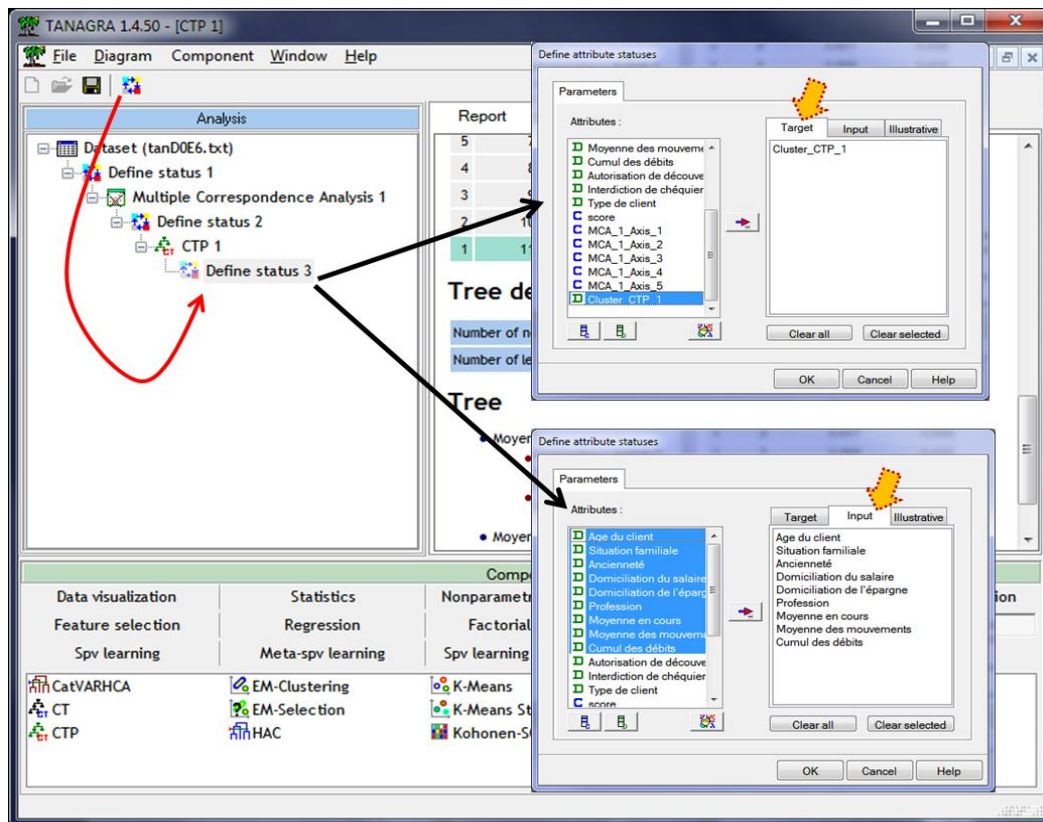 TANAGRA 1.4.50 - [CTP 1]
File Diagram Component Window Help
Analysis
Dataset (tanD0E6.txt)
Define status 1
Multiple Correspondence Analysis 1
Define status 2
CTP 1
Define status 3
Report
5 7
4 8
3 9
2 10
1 11
Tree de
Number of n
Number of le
Tree
Moyer
Moyer
Define attribute statuses
Parameters
Attributes :
Moyenne des mouveme
Cumul des débits
Autorisation de découve
Interdiction de chéquier
Type de client
score
MCA_1_Axis_1
MCA_1_Axis_2
MCA_1_Axis_3
MCA_1_Axis_4
MCA_1_Axis_5
Cluster_CTP_1
Target Input Illustrative
Cluster_CTP_1
Clear all Clear selected
OK Cancel Help
Define attribute statuses
Parameters
Attributes :
Age du client
Situation familiale
Ancienneté
Domiciliation du salaire
Domiciliation de l'épargne
Profession
Moyenne en cours
Moyenne des mouveme
Cumul des débits
Autorisation de découve
Interdiction de chéquier
Type de client
score
Target Input Illustrative
Age du client
Situation familiale
Ancienneté
Domiciliation du salaire
Domiciliation de l'épargne
Profession
Moyenne en cours
Moyenne des mouvements
Cumul des débits
Clear all Clear selected
OK Cancel Help
Compo
Data visualization Statistics Nonparametr ion
Feature selection Regression Factorial
Spv learning Meta-spv learning Spv learning
CatVARHCA EM-Clustering K-Means
CT EM-Selection K-Means St
CTP HAC Kohonen-S